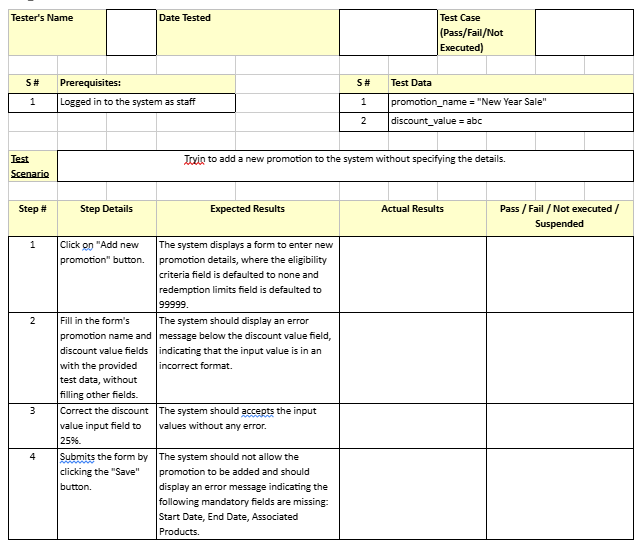 Tester's Name
Date Tested
Test Case
(Pass/Fail/Not
Executed)
S # Prerequisites:
S # Test Data
1 Logged in to the system as staff
1 promotion_name = "New Year Sale"
2 discount_value = abc
Test
Scenario
Tryin to add a new promotion to the system without specifying the details.
Step # Step Details Expected Results Actual Results Pass / Fail / Not executed /
Suspended
1
Click on "Add new
promotion" button.
The system displays a form to enter new
promotion details, where the eligibility
criteria field is defaulted to none and
redemption limits field is defaulted to
99999.
2
Fill in the form's
promotion name and
discount value fields
with the provided
test data, without
filling other fields.
The system should display an error
message below the discount value field,
indicating that the input value is in an
incorrect format.
3
Correct the discount
value input field to
25%.
The system should accepts the input
values without any error.
4
Submits the form by
clicking the "Save"
button.
The system should not allow the
promotion to be added and should
display an error message indicating the
following mandatory fields are missing:
Start Date, End Date, Associated
Products.